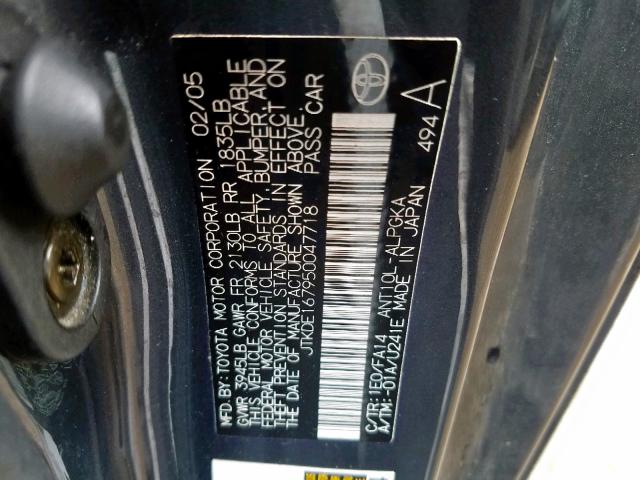 MFD.BY:TOYOTA MOTOR CORPORATION 02/05
GVWR 3945LB GAWR FR 2130LB RR 1835LB
THIS VEHICLE CONFORMS TO ALL APPLICABLE
FEDERAL MOTOR VEHICLE SAFETY, BUMPER, AND
THEFT PREVENTION STANDARDS IN EFFECT ON
THE DATE OF MANUFACTURE SHOWN ABOVE.
JTKDE167950047718 PASS CAR
C/TR:1E0/FA14 ANT10L-ALPGKA
A/TM:-01A/U241E MADE IN JAPAN
494 A